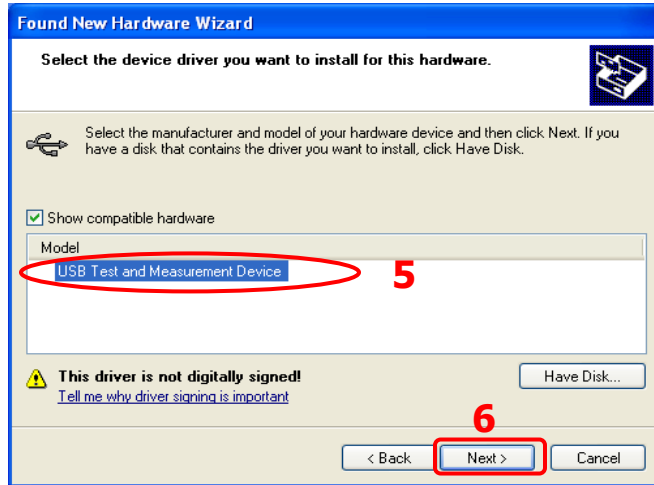 Found New Hardware Wizard
Select the device driver you want to install for this hardware.
Select the manufacturer and model of your hardware device and then click Next. If you
have a disk that contains the driver you want to install, click Have Disk.
Show compatible hardware
Model
USB Test and Measurement Device
5
This driver is not digitally signed!
Have Disk...
Tell me why driver signing is important
6
< Back
Next >
Cancel